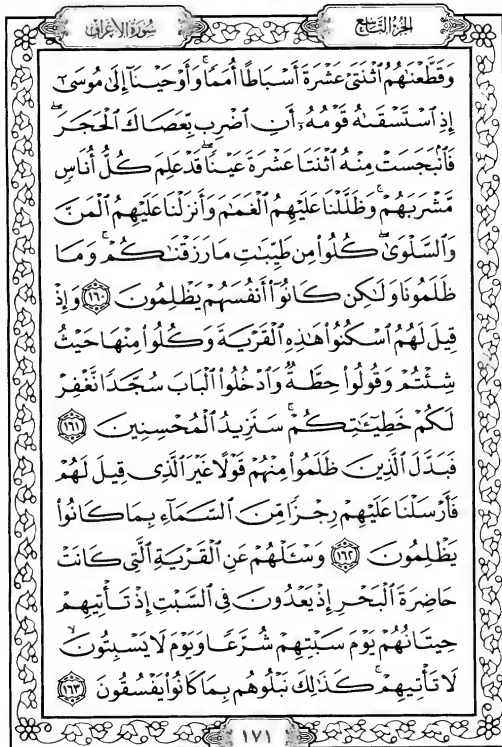 الجزء التاسع
سورة الأعراف
وَقَطَّعْنَٰهُمُ ٱثْنَتَىْ عَشْرَةَ أَسْبَاطًا أُمَمًا ۚ وَأَوْحَيْنَآ إِلَىٰ مُوسَىٰٓ
إِذِ ٱسْتَسْقَىٰهُ قَوْمُهُۥٓ أَنِ ٱضْرِب بِّعَصَاكَ ٱلْحَجَرَ ۖ
فَٱنۢبَجَسَتْ مِنْهُ ٱثْنَتَا عَشْرَةَ عَيْنًا ۖ قَدْ عَلِمَ كُلُّ أُنَاسٍ
مَّشْرَبَهُمْ ۚ وَظَلَّلْنَا عَلَيْهِمُ ٱلْغَمَٰمَ وَأَنزَلْنَا عَلَيْهِمُ ٱلْمَنَّ
وَٱلسَّلْوَىٰ ۖ كُلُوا۟ مِن طَيِّبَٰتِ مَا رَزَقْنَٰكُمْ ۚ وَمَا
ظَلَمُونَا وَلَٰكِن كَانُوٓا۟ أَنفُسَهُمْ يَظْلِمُونَ ١٦٠ وَإِذْ
قِيلَ لَهُمُ ٱسْكُنُوا۟ هَٰذِهِ ٱلْقَرْيَةَ وَكُلُوا۟ مِنْهَا حَيْثُ
شِئْتُمْ وَقُولُوا۟ حِطَّةٌ وَٱدْخُلُوا۟ ٱلْبَابَ سُجَّدًا نَّغْفِرْ
لَكُمْ خَطِيٓـَٰٔتِكُمْ ۚ سَنَزِيدُ ٱلْمُحْسِنِينَ ١٦١
فَبَدَّلَ ٱلَّذِينَ ظَلَمُوا۟ مِنْهُمْ قَوْلًا غَيْرَ ٱلَّذِى قِيلَ لَهُمْ
فَأَرْسَلْنَا عَلَيْهِمْ رِجْزًا مِّنَ ٱلسَّمَآءِ بِمَا كَانُوا۟
يَظْلِمُونَ ١٦٢ وَسْـَٔلْهُمْ عَنِ ٱلْقَرْيَةِ ٱلَّتِى كَانَتْ
حَاضِرَةَ ٱلْبَحْرِ إِذْ يَعْدُونَ فِى ٱلسَّبْتِ إِذْ تَأْتِيهِمْ
حِيتَانُهُمْ يَوْمَ سَبْتِهِمْ شُرَّعًا وَيَوْمَ لَا يَسْبِتُونَ ۙ
لَا تَأْتِيهِمْ ۚ كَذَٰلِكَ نَبْلُوهُم بِمَا كَانُوا۟ يَفْسُقُونَ ١٦٣
١٧١